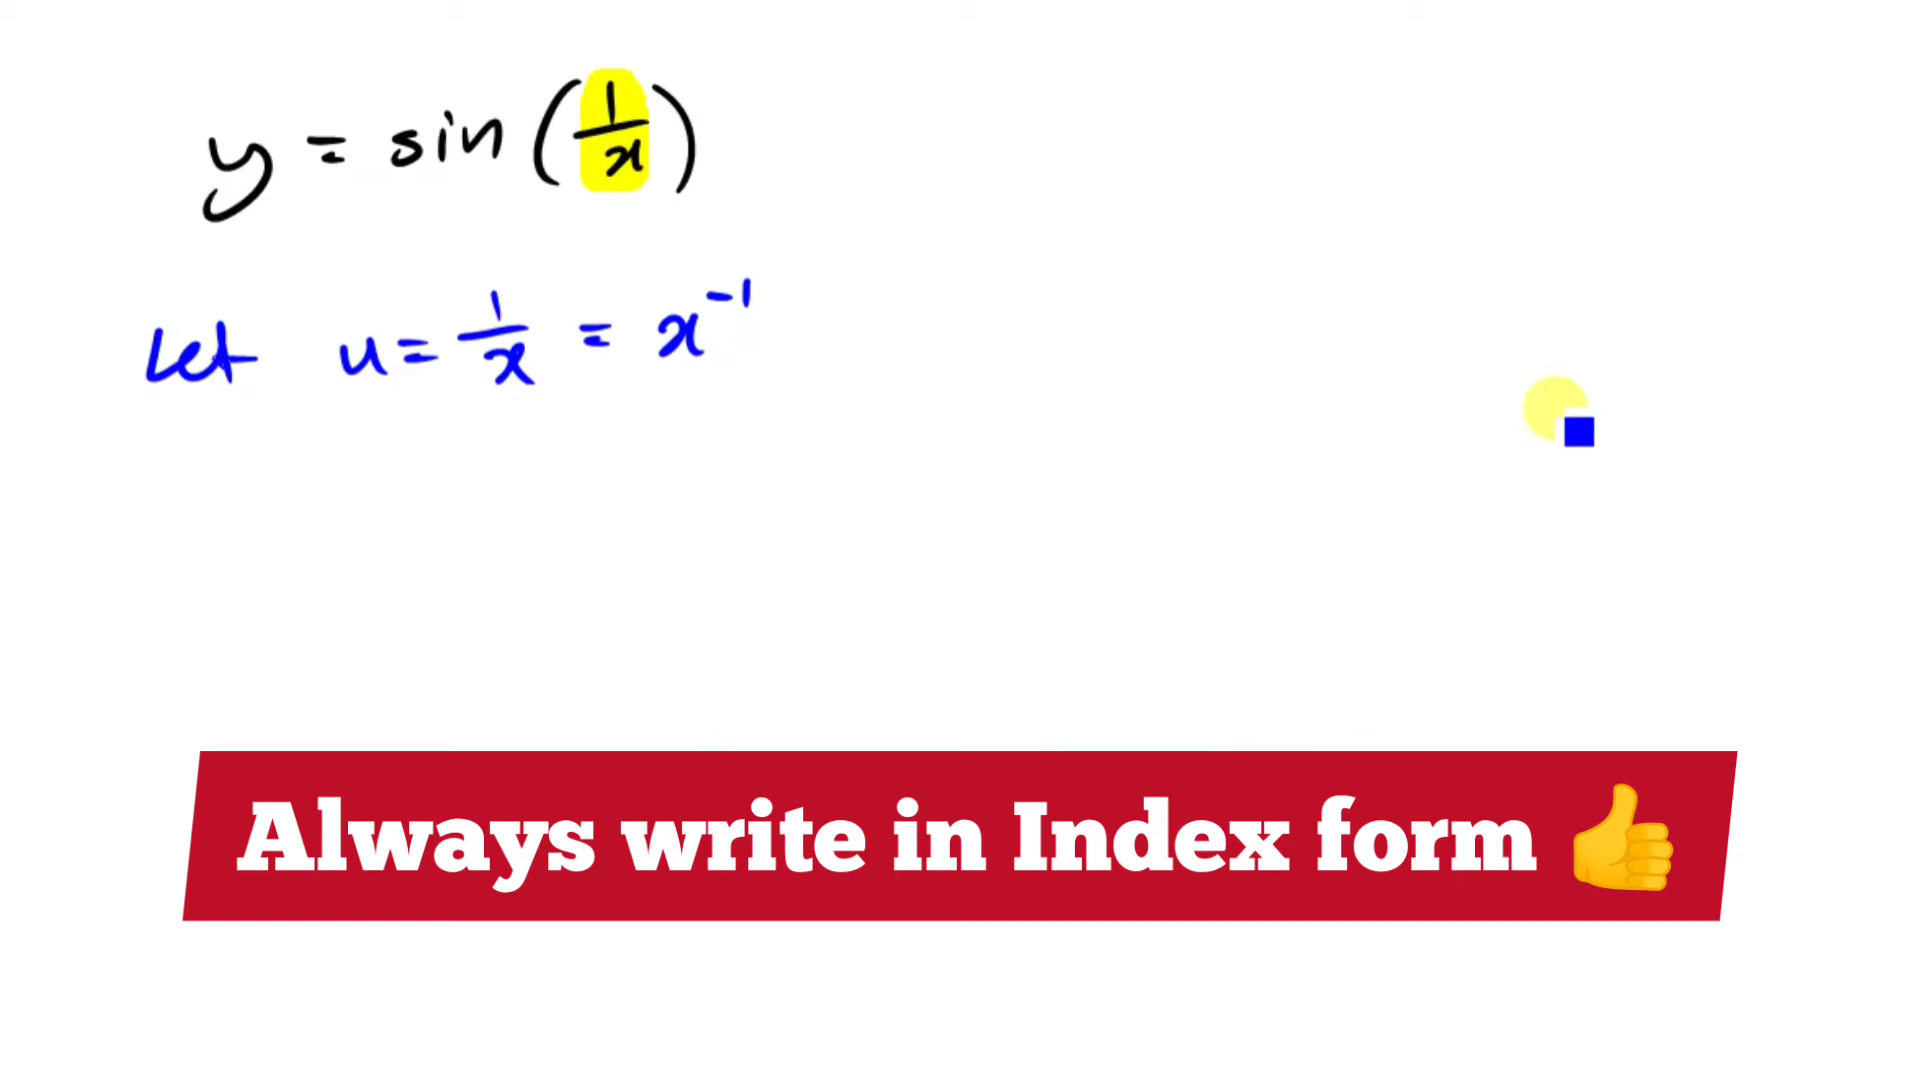 y = sin (1/x)
Let u = 1/x = x⁻¹
Always write in Index form 👍